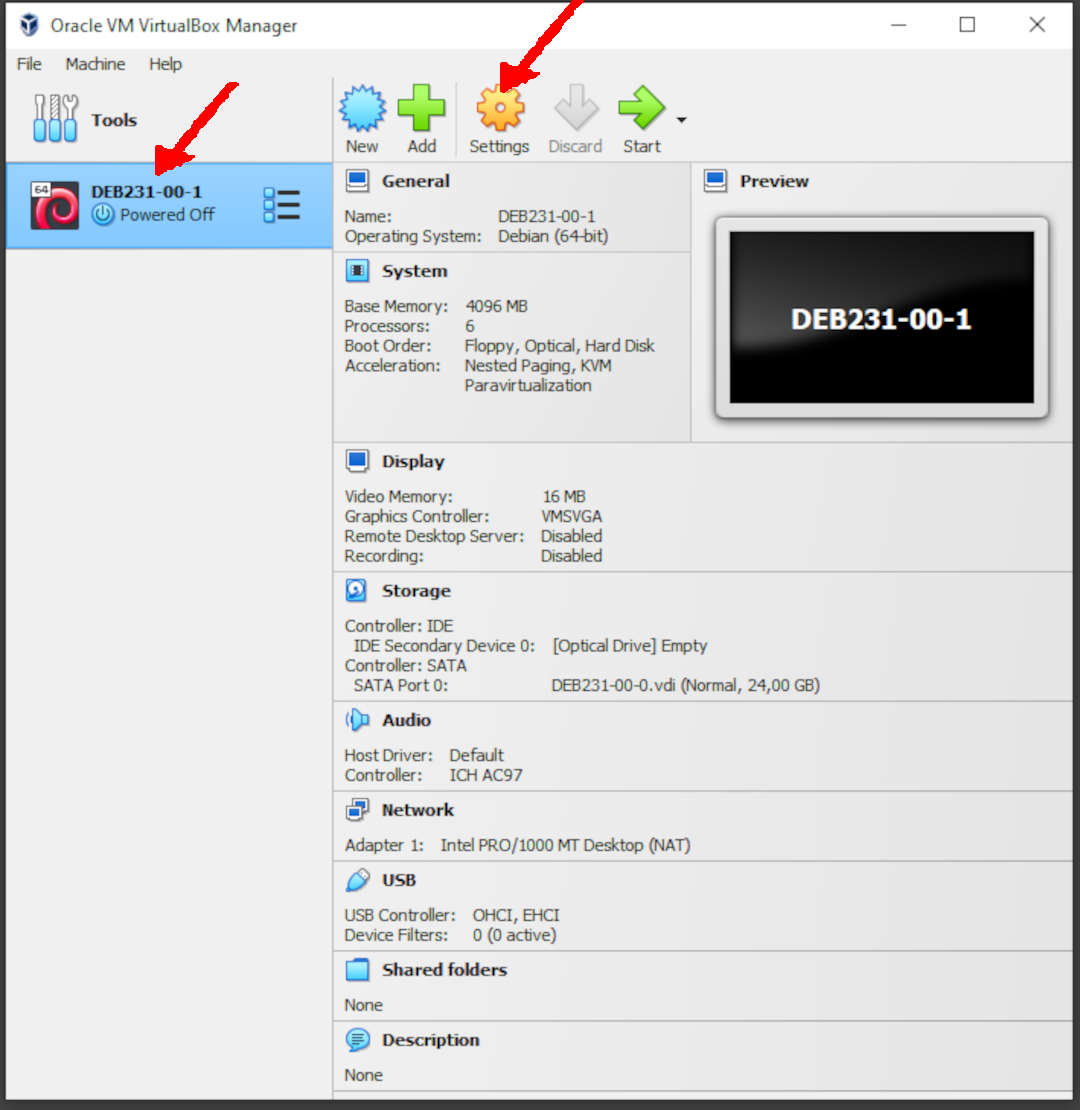 Oracle VM VirtualBox Manager
File Machine Help
Tools
New Add Settings Discard Start
64
DEB231-00-1
Powered Off
General
Name: DEB231-00-1
Operating System: Debian (64-bit)
System
Base Memory: 4096 MB
Processors: 6
Boot Order: Floppy, Optical, Hard Disk
Acceleration: Nested Paging, KVM
Paravirtualization
Preview
DEB231-00-1
Display
Video Memory: 16 MB
Graphics Controller: VMSVGA
Remote Desktop Server: Disabled
Recording: Disabled
Storage
Controller: IDE
IDE Secondary Device 0: [Optical Drive] Empty
Controller: SATA
SATA Port 0: DEB231-00-0.vdi (Normal, 24,00 GB)
Audio
Host Driver: Default
Controller: ICH AC97
Network
Adapter 1: Intel PRO/1000 MT Desktop (NAT)
USB
USB Controller: OHCI, EHCI
Device Filters: 0 (0 active)
Shared folders
None
Description
None